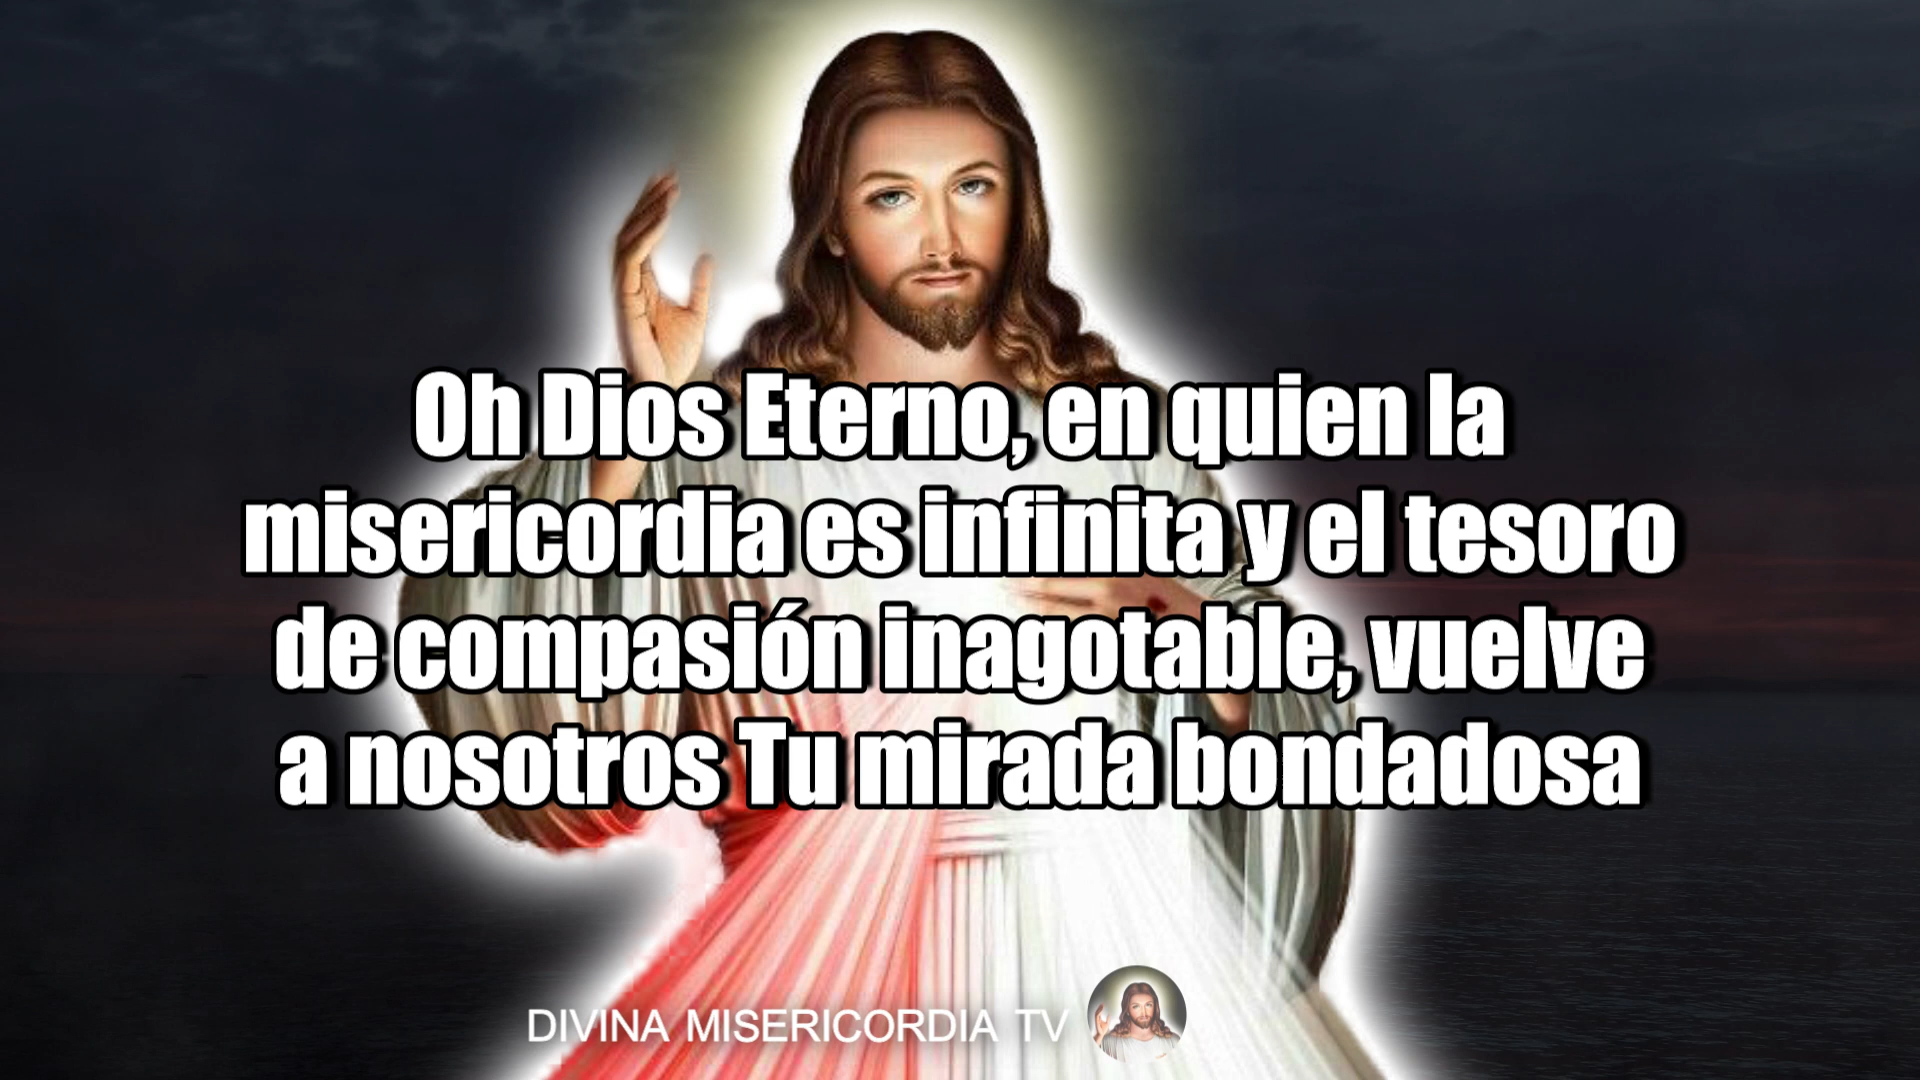 Oh Dios Eterno, en quien la
misericordia es infinita y el tesoro
de compasión inagotable, vuelve
a nosotros Tu mirada bondadosa
DIVINA MISERICORDIA TV